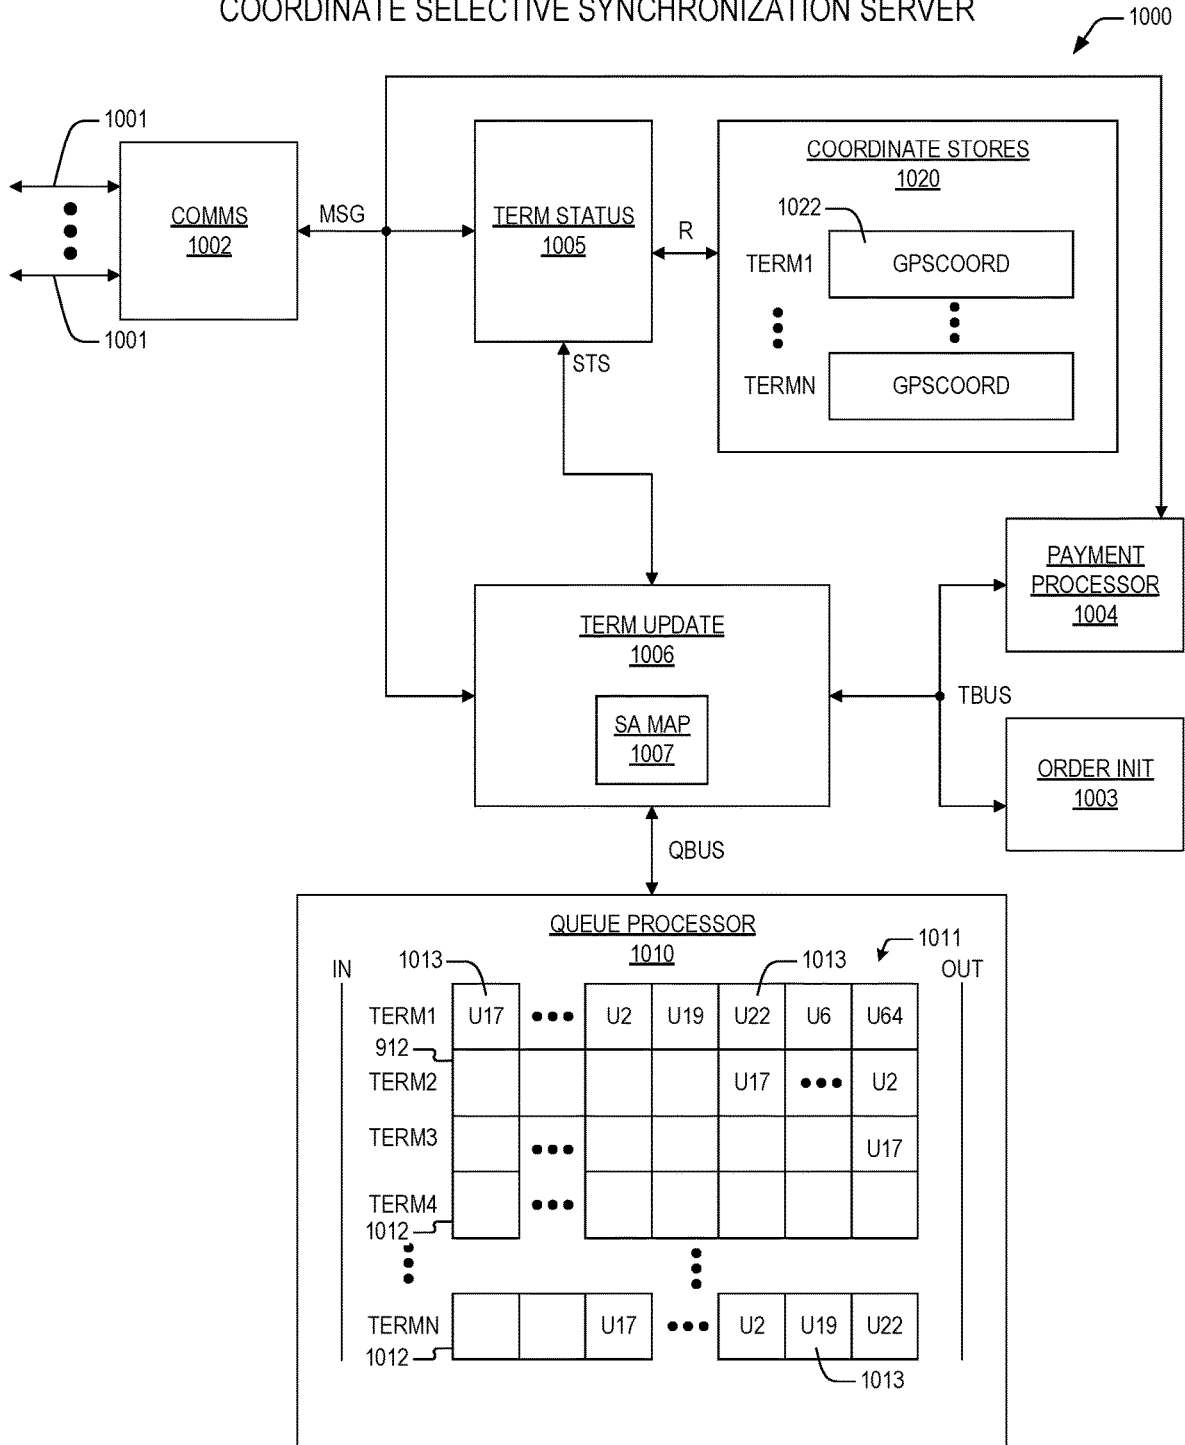 COORDINATE SELECTIVE SYNCHRONIZATION SERVER
1000
1001
COMMS
1002
1001
MSG
TERM STATUS
1005
R
COORDINATE STORES
1020
1022
TERM1 GPSCOORD
TERMN GPSCOORD
STS
PAYMENT
PROCESSOR
1004
TERM UPDATE
1006
SA MAP
1007
TBUS
ORDER INIT
1003
QBUS
QUEUE PROCESSOR
1010
1011
IN 1013 1013 OUT
TERM1 U17 U2 U19 U22 U6 U64
912
TERM2 U17 U2
TERM3 U17
TERM4
1012
TERMN U17 U2 U19 U22
1012
1013